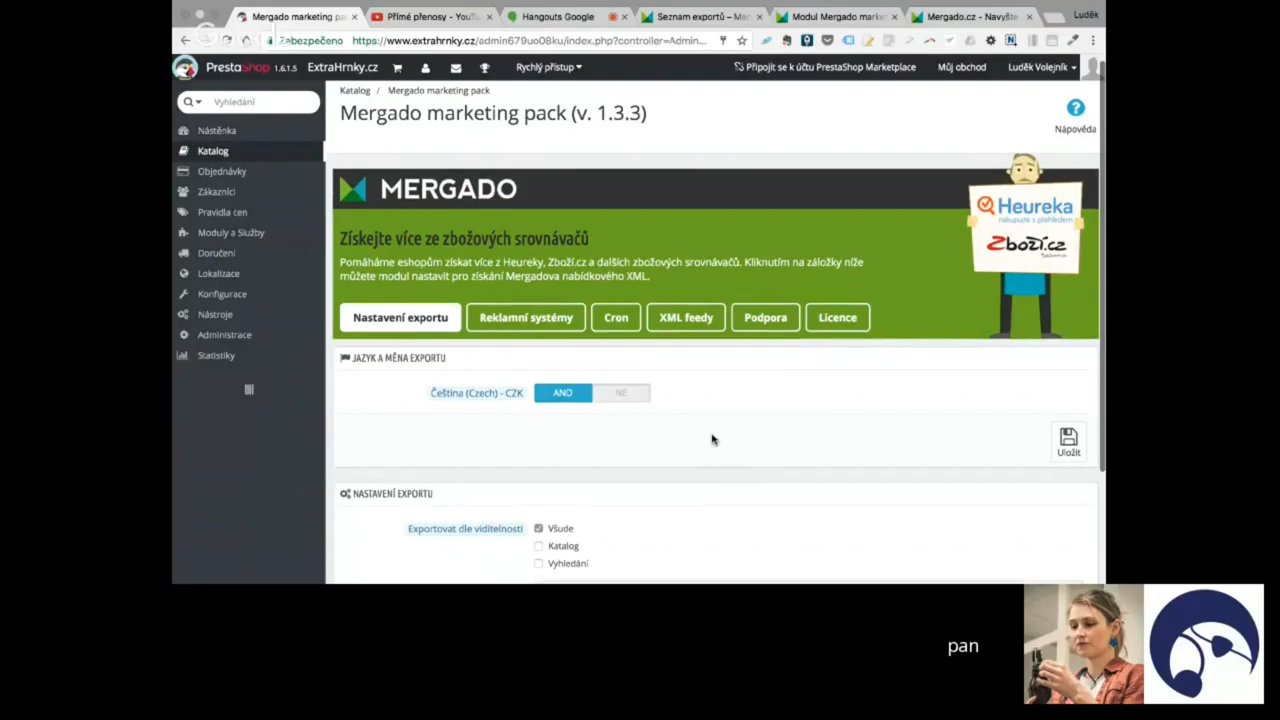 Mergado marketing pa
Přímé přenosy - YouTu
Hangouts Google
Seznam exportů – Me
Modul Mergado market
Mergado.cz - Navyšte
Luděk
Zabezpečeno https://www.extrahrnky.cz/admin679uo08ku/index.php?controller=Admin...
PrestaShop 1.6.1.5 ExtraHrnky.cz Rychlý přístup Připojit se k účtu PrestaShop Marketplace Můj obchod Luděk Volejník
Vyhledání
Nástěnka
Katalog
Objednávky
Zákazníci
Pravidla cen
Moduly a Služby
Doručení
Lokalizace
Konfigurace
Nástroje
Administrace
Statistiky
Katalog / Mergado marketing pack
Mergado marketing pack (v. 1.3.3)
Nápověda
MERGADO
Získejte více ze zbožových srovnávačů
Pomáháme eshopům získat více z Heureky, Zboží.cz a dalších zbožových srovnávačů. Kliknutím na záložky níže
můžete modul nastavit pro získání Mergadova nabídkového XML.
Heureka
nakupujte s přehledem
Zboží.cz
Nastavení exportu Reklamní systémy Cron XML feedy Podpora Licence
JAZYK A MĚNA EXPORTU
Čeština (Czech) - CZK ANO NE
Uložit
NASTAVENÍ EXPORTU
Exportovat dle viditelnosti Všude
Katalog
Vyhledání
pan